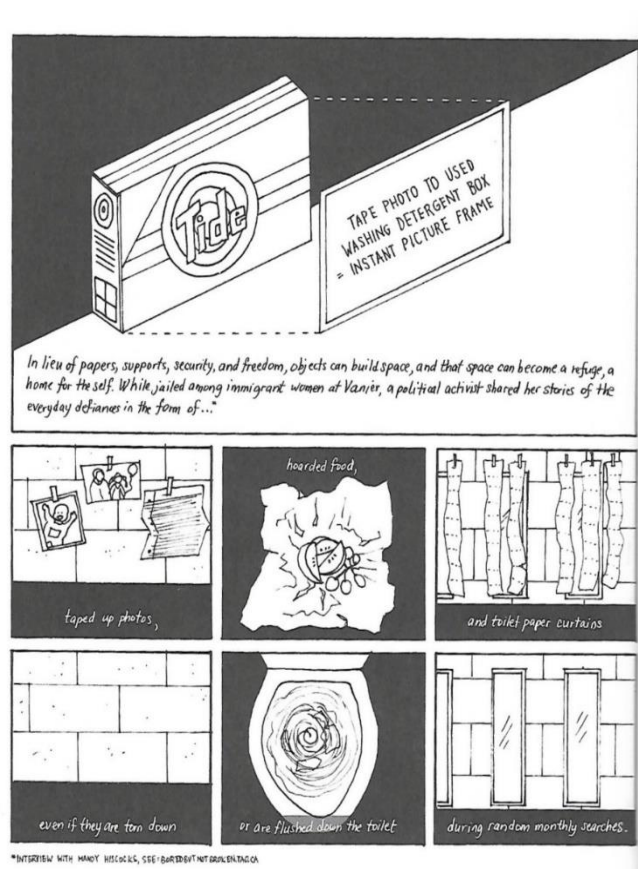 Tide
TAPE PHOTO TO USED
WASHING DETERGENT BOX
= INSTANT PICTURE FRAME
In lieu of papers, supports, security, and freedom, objects can build space, and that space can become a refuge, a
home for the self. While jailed among immigrant women at Vanier, a political activist shared her stories of the
everyday defiances in the form of...*
taped up photos,
hoarded food,
and toilet paper curtains
even if they are torn down
or are flushed down the toilet
during random monthly searches.
*INTERVIEW WITH MANDY HISCOCKS, SEE: BOREDBUTNOTBROKEN.TAO.CA